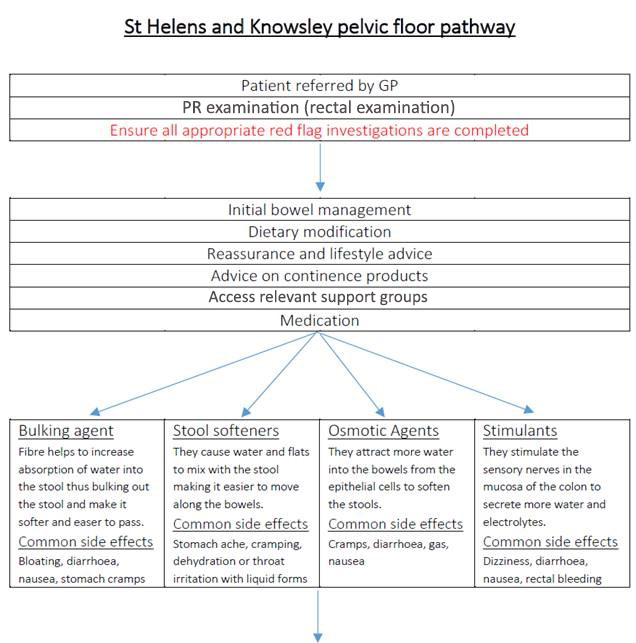 St Helens and Knowsley pelvic floor pathway
Patient referred by GP
PR examination (rectal examination)
Ensure all appropriate red flag investigations are completed
Initial bowel management
Dietary modification
Reassurance and lifestyle advice
Advice on continence products
Access relevant support groups
Medication
Bulking agent
Fibre helps to increase
absorption of water into
the stool thus bulking out
the stool and make it
softer and easer to pass.
Common side effects
Bloating, diarrhoea,
nausea, stomach cramps
Stool softeners
They cause water and flats
to mix with the stool
making it easier to move
along the bowels.
Common side effects
Stomach ache, cramping,
dehydration or throat
irritation with liquid forms
Osmotic Agents
They attract more water
into the bowels from the
epithelial cells to soften
the stools.
Common side effects
Cramps, diarrhoea, gas,
nausea
Stimulants
They stimulate the
sensory nerves in the
mucosa of the colon to
secrete more water and
electrolytes.
Common side effects
Dizziness, diarrhoea,
nausea, rectal bleeding